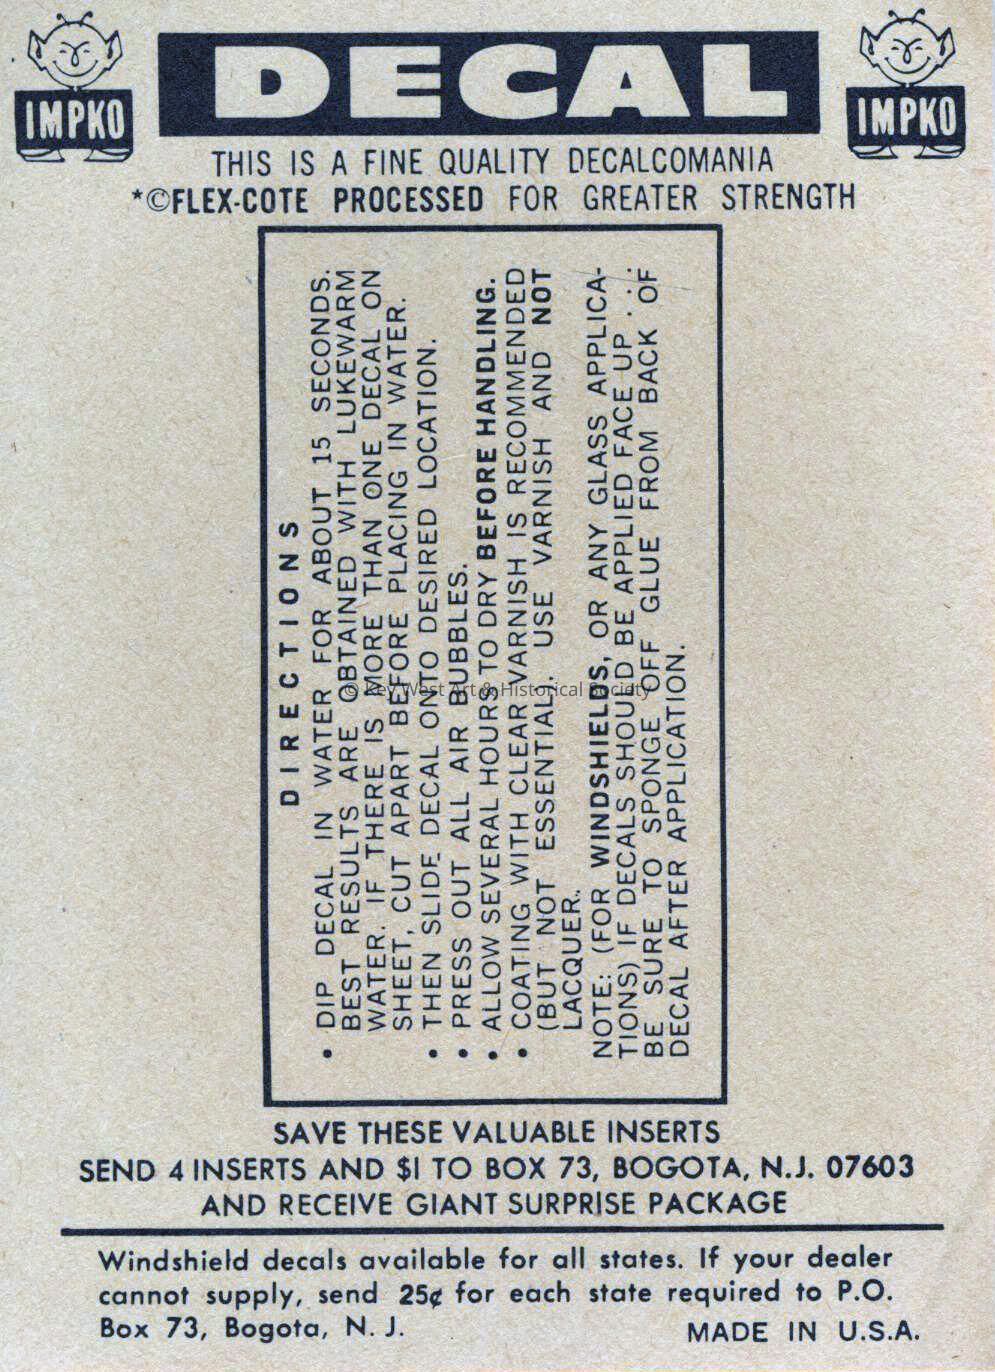 IMPKO
DECAL
IMPKO
THIS IS A FINE QUALITY DECALCOMANIA
*©FLEX-COTE PROCESSED FOR GREATER STRENGTH
DIRECTIONS
• DIP DECAL IN WATER FOR ABOUT 15 SECONDS.
BEST RESULTS ARE OBTAINED WITH LUKEWARM
WATER. IF THERE IS MORE THAN ONE DECAL ON
SHEET, CUT APART BEFORE PLACING IN WATER.
• THEN SLIDE DECAL ONTO DESIRED LOCATION.
• PRESS OUT ALL AIR BUBBLES.
• ALLOW SEVERAL HOURS TO DRY BEFORE HANDLING.
• COATING WITH CLEAR VARNISH IS RECOMMENDED
(BUT NOT ESSENTIAL) USE VARNISH AND NOT
LACQUER.
NOTE: (FOR WINDSHIELDS, OR ANY GLASS APPLICA-
TIONS) IF DECALS SHOULD BE APPLIED FACE UP . . .
BE SURE TO SPONGE OFF GLUE FROM BACK OF
DECAL AFTER APPLICATION.
© Key West Art & Historical Society
SAVE THESE VALUABLE INSERTS
SEND 4 INSERTS AND $1 TO BOX 73, BOGOTA, N.J. 07603
AND RECEIVE GIANT SURPRISE PACKAGE
Windshield decals available for all states. If your dealer
cannot supply, send 25¢ for each state required to P.O.
Box 73, Bogota, N. J.
MADE IN U.S.A.